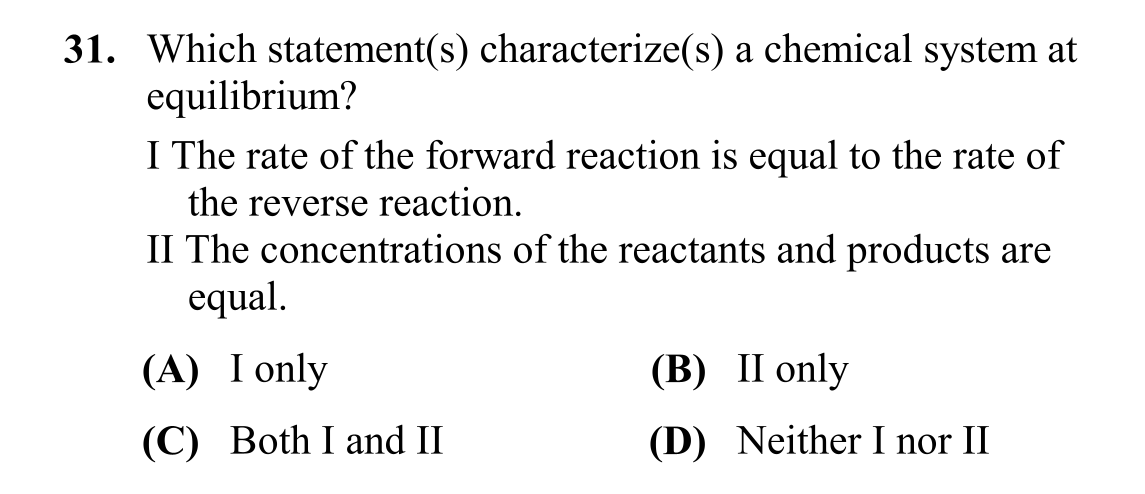 31. Which statement(s) characterize(s) a chemical system at
equilibrium?
I The rate of the forward reaction is equal to the rate of
the reverse reaction.
II The concentrations of the reactants and products are
equal.
(A) I only (B) II only
(C) Both I and II (D) Neither I nor II